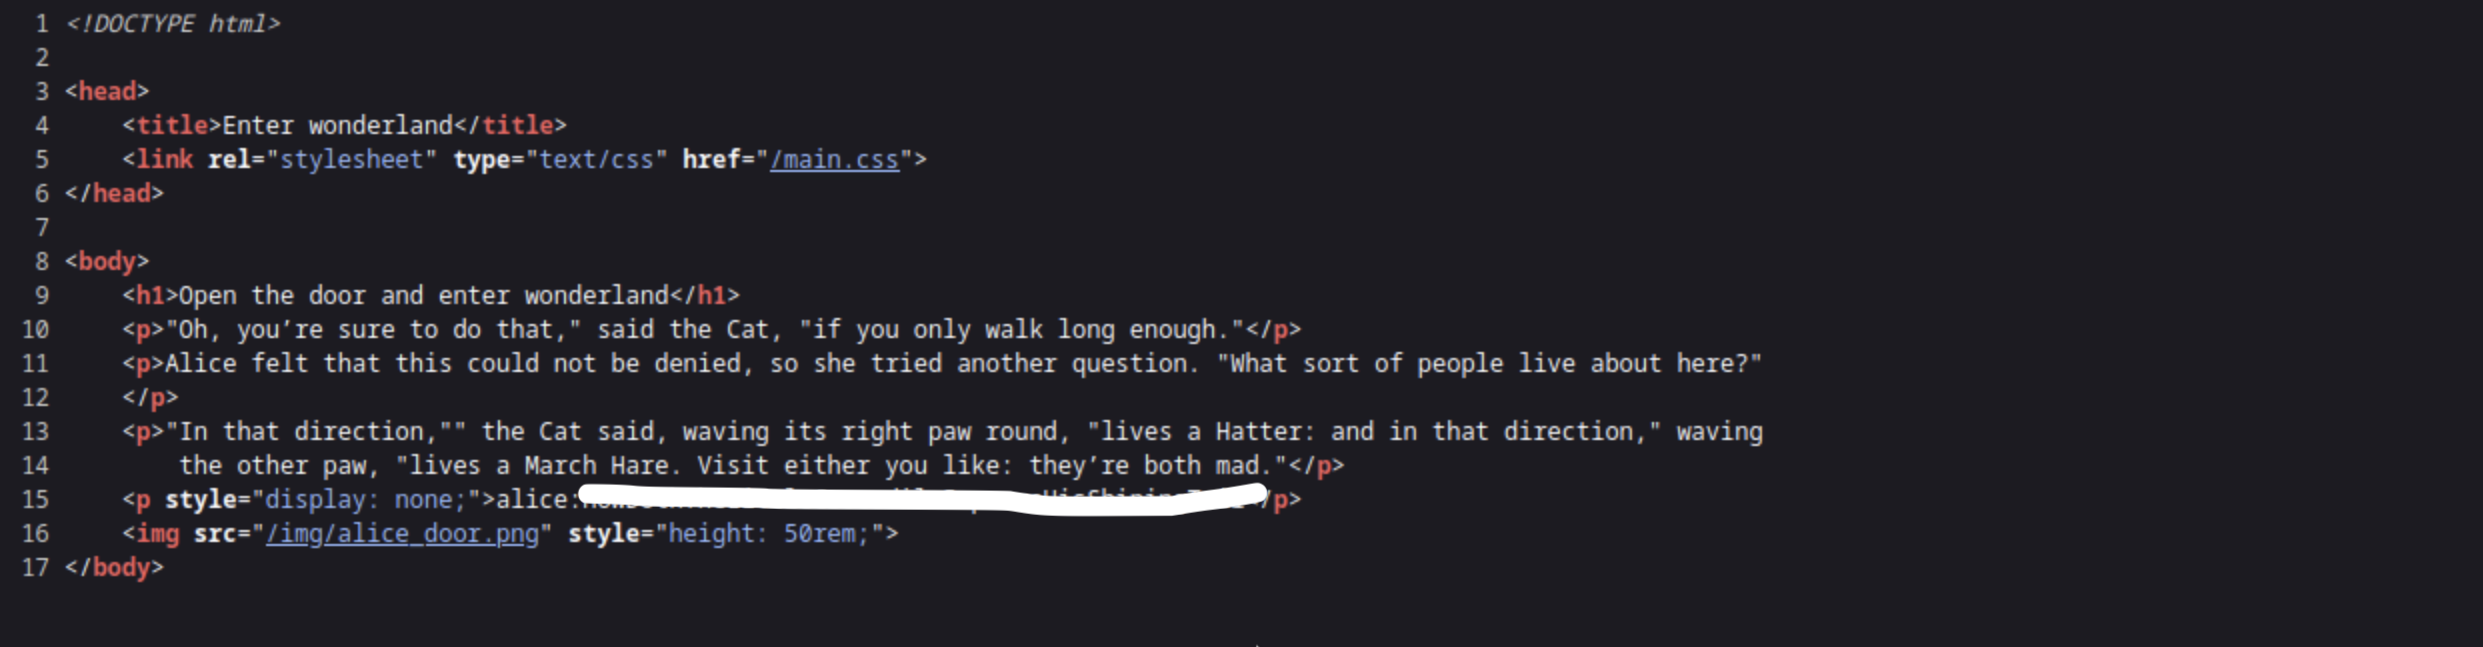 1 <!DOCTYPE html>
2
3 <head>
4     <title>Enter wonderland</title>
5     <link rel="stylesheet" type="text/css" href="/main.css">
6 </head>
7
8 <body>
9     <h1>Open the door and enter wonderland</h1>
10     <p>"Oh, you’re sure to do that," said the Cat, "if you only walk long enough."</p>
11     <p>Alice felt that this could not be denied, so she tried another question. "What sort of people live about here?"
12     </p>
13     <p>"In that direction,"" the Cat said, waving its right paw round, "lives a Hatter: and in that direction," waving
14         the other paw, "lives a March Hare. Visit either you like: they’re both mad."</p>
15     <p style="display: none;">alice: /p>
16     <img src="/img/alice_door.png" style="height: 50rem;">
17 </body>